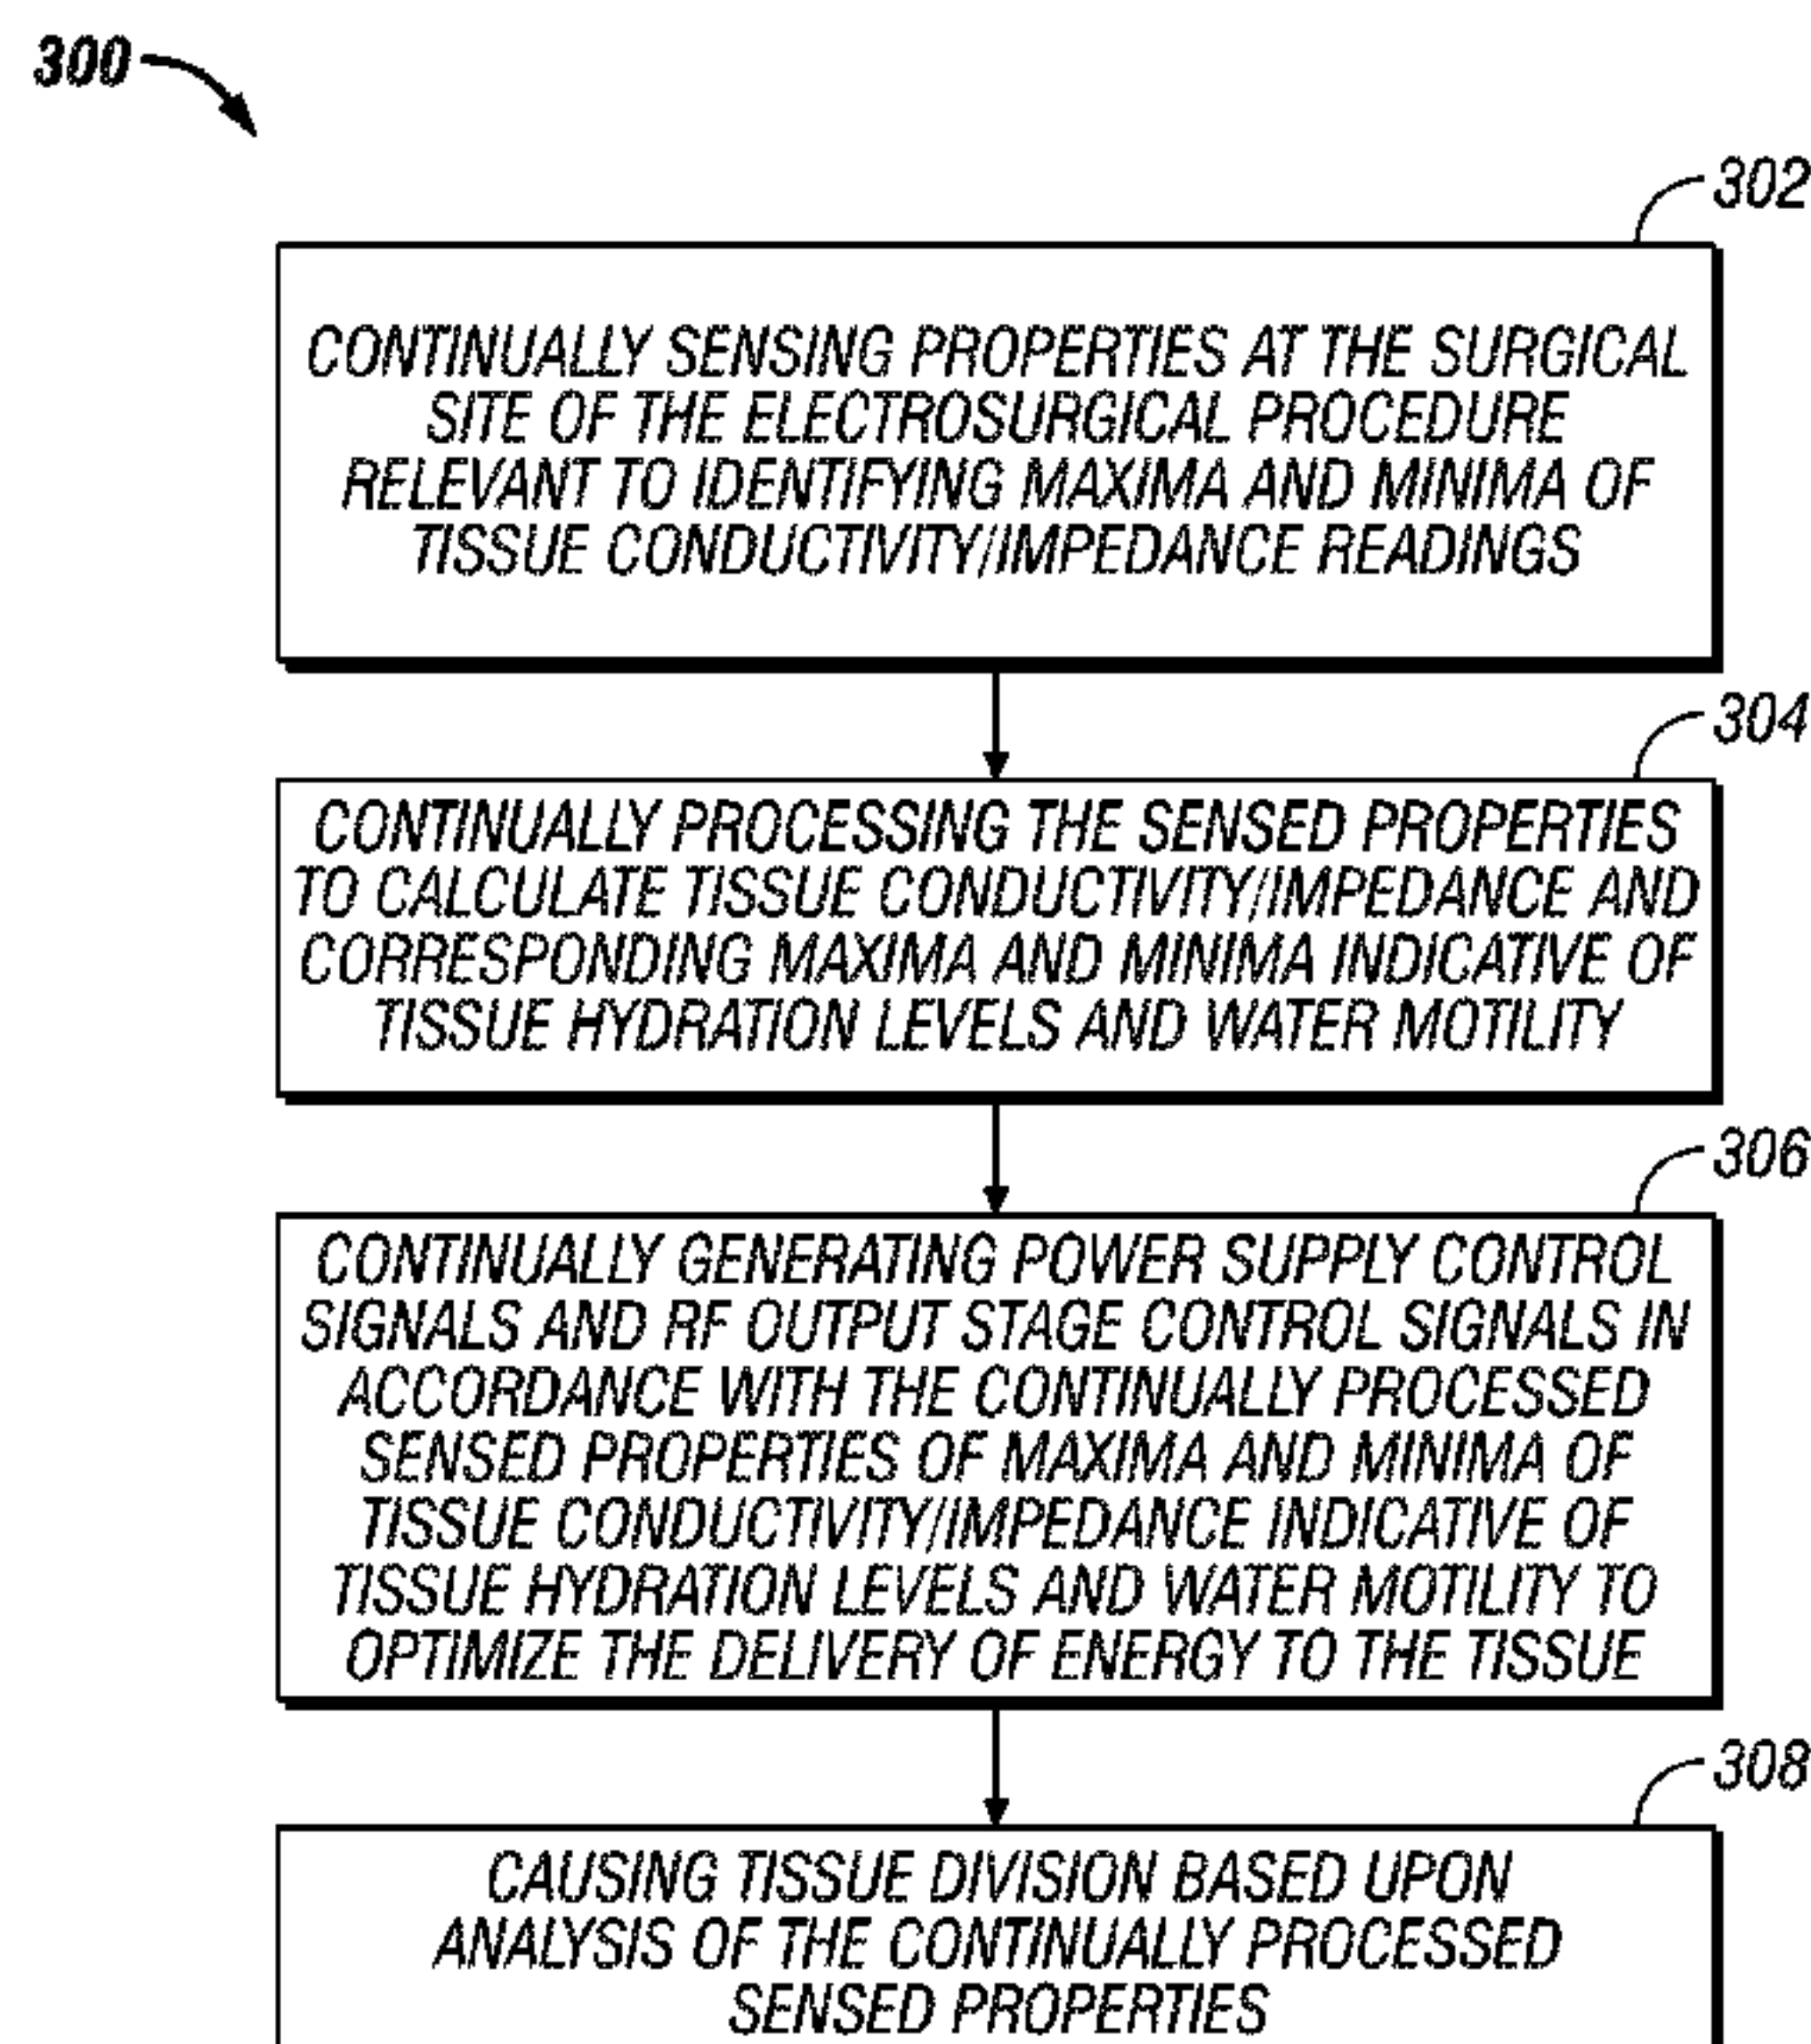 300
302
CONTINUALLY SENSING PROPERTIES AT THE SURGICAL
SITE OF THE ELECTROSURGICAL PROCEDURE
RELEVANT TO IDENTIFYING MAXIMA AND MINIMA OF
TISSUE CONDUCTIVITY/IMPEDANCE READINGS
304
CONTINUALLY PROCESSING THE SENSED PROPERTIES
TO CALCULATE TISSUE CONDUCTIVITY/IMPEDANCE AND
CORRESPONDING MAXIMA AND MINIMA INDICATIVE OF
TISSUE HYDRATION LEVELS AND WATER MOTILITY
306
CONTINUALLY GENERATING POWER SUPPLY CONTROL
SIGNALS AND RF OUTPUT STAGE CONTROL SIGNALS IN
ACCORDANCE WITH THE CONTINUALLY PROCESSED
SENSED PROPERTIES OF MAXIMA AND MINIMA OF
TISSUE CONDUCTIVITY/IMPEDANCE INDICATIVE OF
TISSUE HYDRATION LEVELS AND WATER MOTILITY TO
OPTIMIZE THE DELIVERY OF ENERGY TO THE TISSUE
308
CAUSING TISSUE DIVISION BASED UPON
ANALYSIS OF THE CONTINUALLY PROCESSED
SENSED PROPERTIES